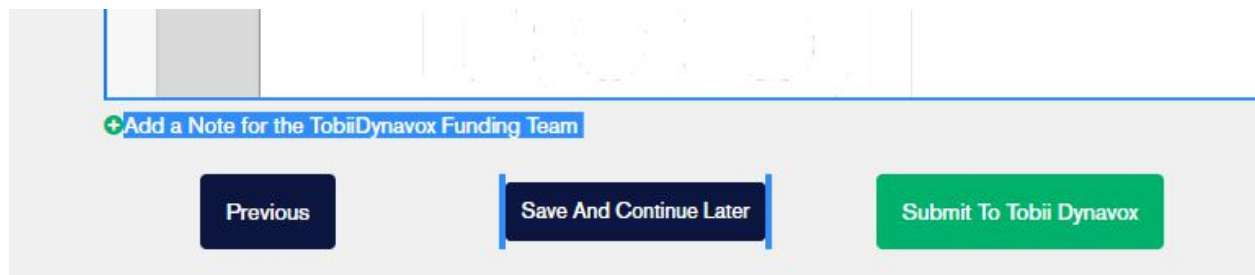 Add a Note for the TobiiDynavox Funding Team
Previous
Save And Continue Later
Submit To Tobii Dynavox